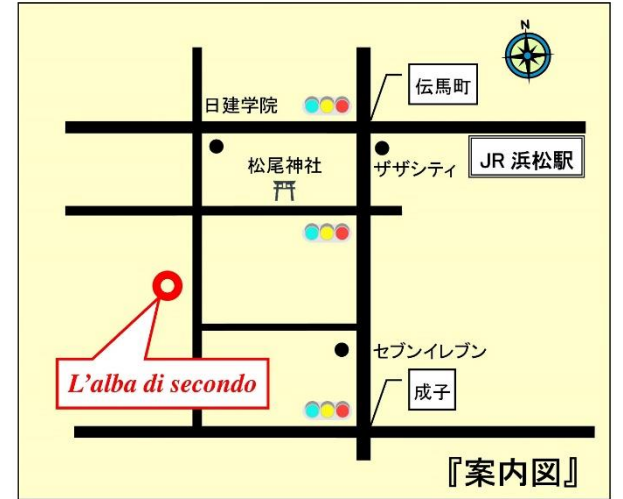 N
伝馬町
日建学院
JR 浜松駅
松尾神社
ザザシティ
セブンイレブン
L'alba di secondo
成子
『案内図』